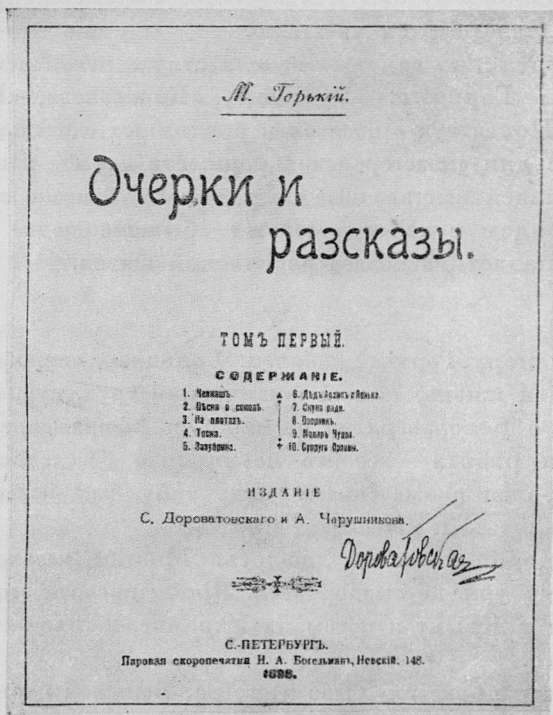 М. Горькій.
Очерки и
разсказы.
ТОМЪ ПЕРВЫЙ.
СОДЕРЖАНІЕ.
1. Челкашъ.
2. Пѣсня о соколѣ.
3. На плотахъ.
4. Тоска.
5. Зазубрина.
6. Дѣдъ Архипъ и Ленька.
7. Скуки ради.
8. Озорникъ.
9. Макаръ Чудра.
10. Супруги Орловы.
ИЗДАНІЕ
С. Дороватовскаго и А. Чарушникова.
Дороватовская
С.-ПЕТЕРБУРГЪ.
Паровая скоропечатня Н. А. Богельманъ, Невскій, 148.
1898.